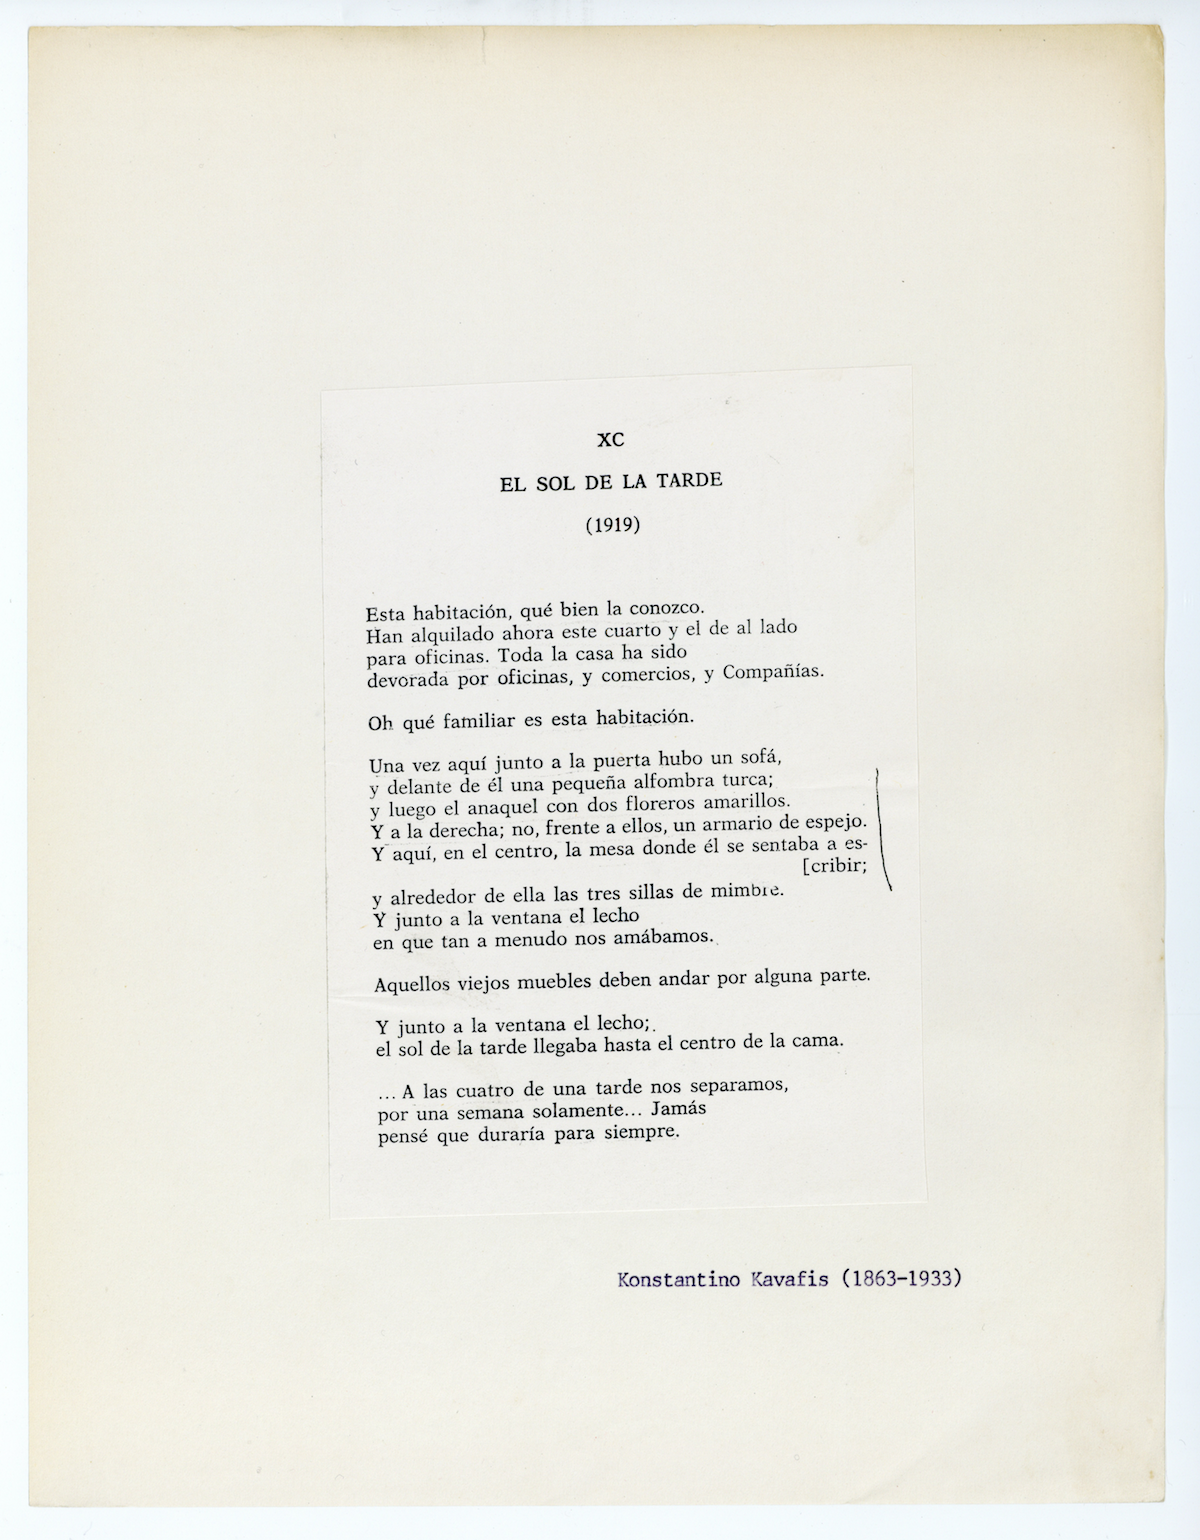 XC
EL SOL DE LA TARDE
(1919)
Esta habitación, qué bien la conozco.
Han alquilado ahora este cuarto y el de al lado
para oficinas. Toda la casa ha sido
devorada por oficinas, y comercios, y Compañías.
Oh qué familiar es esta habitación.
Una vez aquí junto a la puerta hubo un sofá,
y delante de él una pequeña alfombra turca;
y luego el anaquel con dos floreros amarillos.
Y a la derecha; no, frente a ellos, un armario de espejo.
Y aquí, en el centro, la mesa donde él se sentaba a es-
[cribir;
y alrededor de ella las tres sillas de mimbre.
Y junto a la ventana el lecho
en que tan a menudo nos amábamos.
Aquellos viejos muebles deben andar por alguna parte.
Y junto a la ventana el lecho;
el sol de la tarde llegaba hasta el centro de la cama.
... A las cuatro de una tarde nos separamos,
por una semana solamente... Jamás
pensé que duraría para siempre.
Konstantino Kavafis (1863-1933)